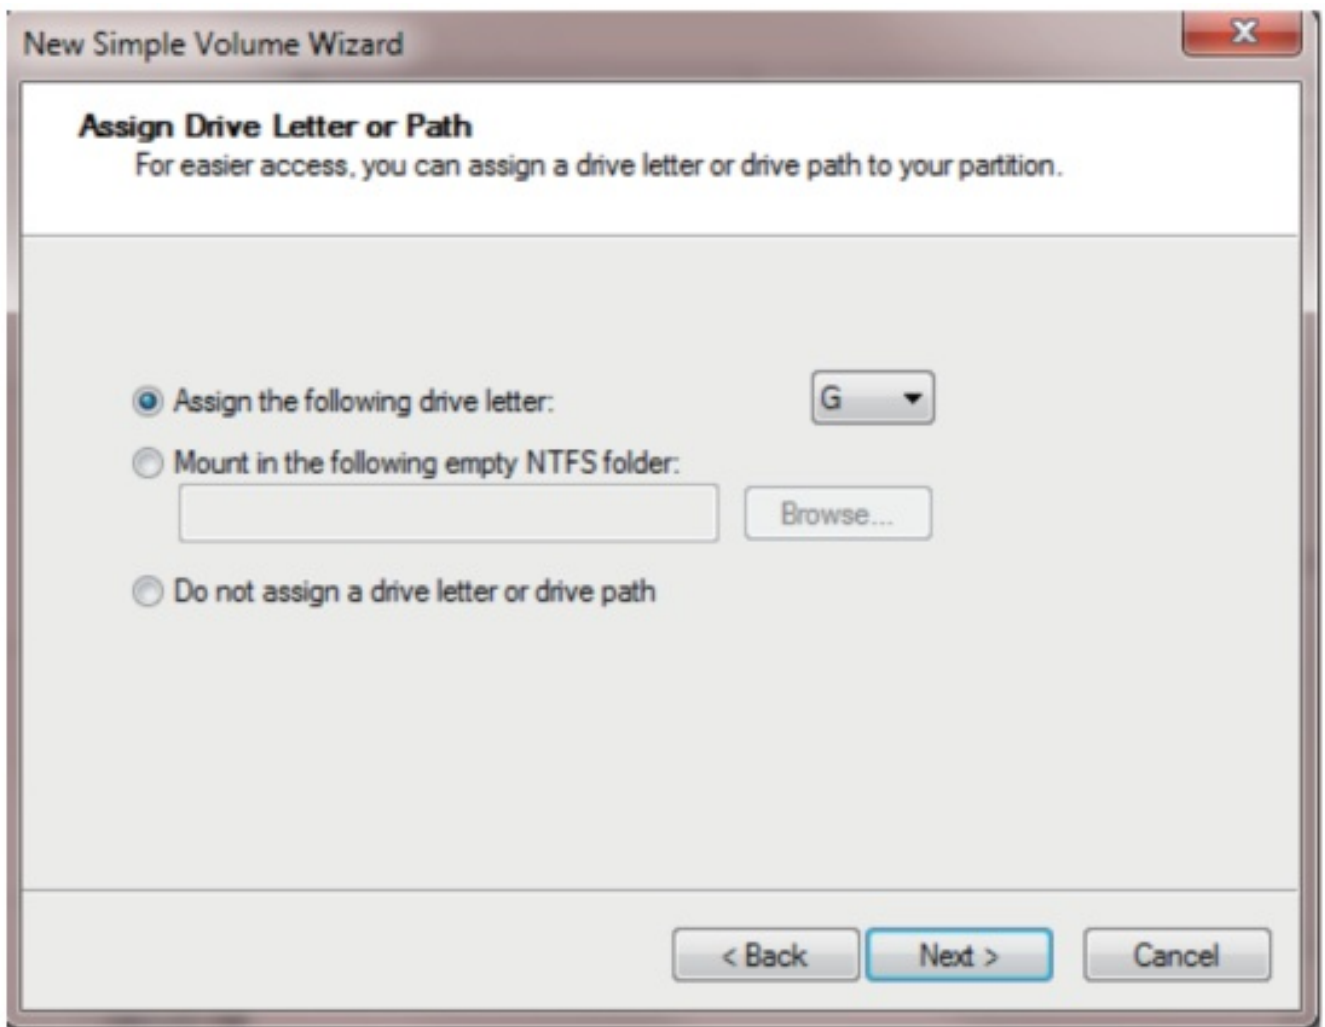 New Simple Volume Wizard
Assign Drive Letter or Path
For easier access, you can assign a drive letter or drive path to your partition.
Assign the following drive letter:
G
Mount in the following empty NTFS folder:
Browse...
Do not assign a drive letter or drive path
< Back
Next >
Cancel